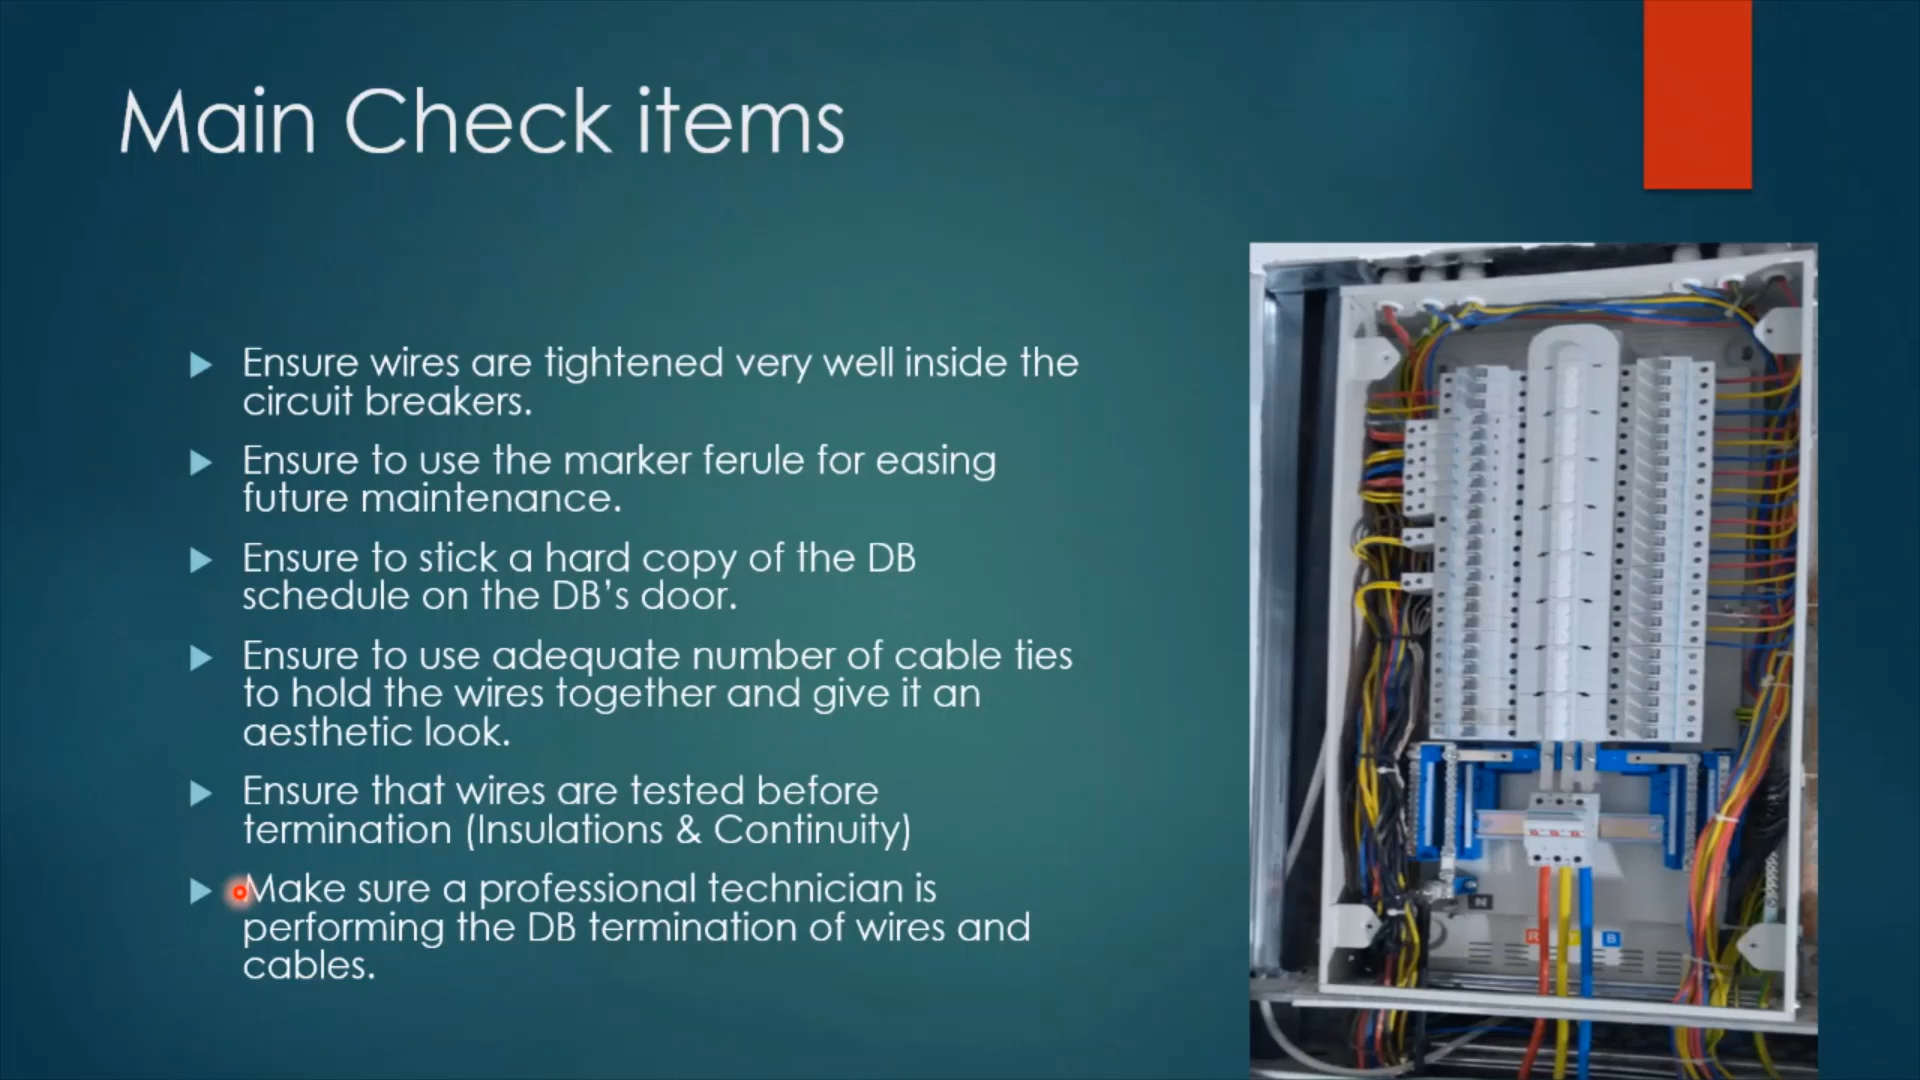 Main Check items
Ensure wires are tightened very well inside the
circuit breakers.
Ensure to use the marker ferule for easing
future maintenance.
Ensure to stick a hard copy of the DB
schedule on the DB’s door.
Ensure to use adequate number of cable ties
to hold the wires together and give it an
aesthetic look.
Ensure that wires are tested before
termination (Insulations & Continuity)
Make sure a professional technician is
performing the DB termination of wires and
cables.
N
R
B